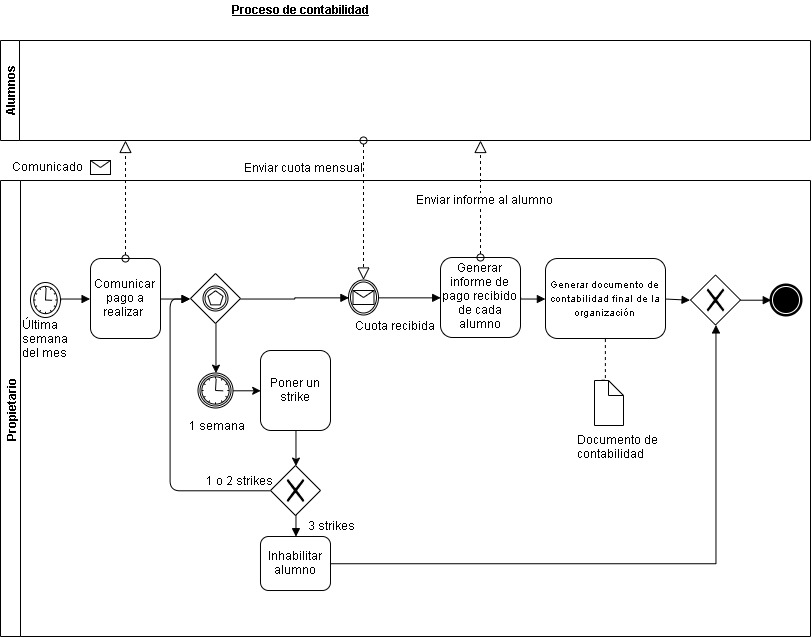 Proceso de contabilidad
Alumnos
Comunicado
Enviar cuota mensual
Enviar informe al alumno
Propietario
Última
semana
del mes
Comunicar
pago a
realizar
Cuota recibida
Generar
informe de
pago recibido
de cada
alumno
Generar documento de
contabilidad final de la
organización
Documento de
contabilidad
1 semana
Poner un
strike
1 o 2 strikes
3 strikes
Inhabilitar
alumno